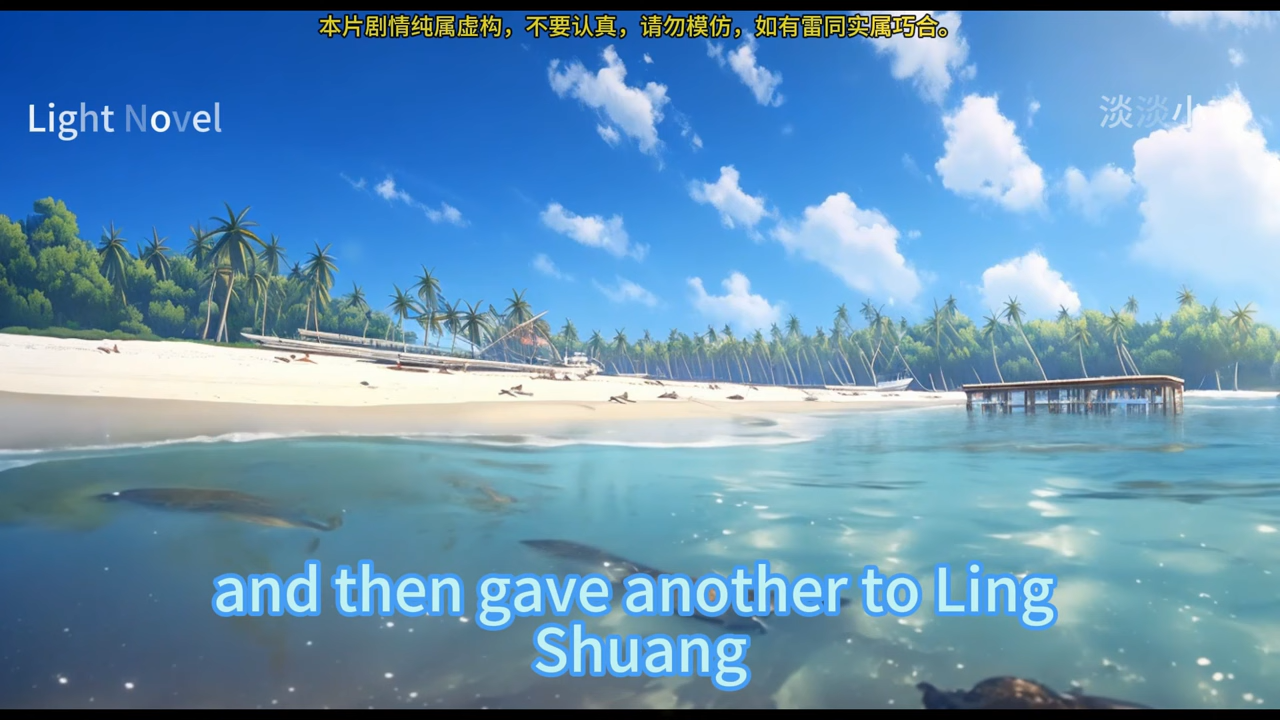 本片剧情纯属虚构，不要认真，请勿模仿，如有雷同实属巧合。
Light Novel
淡淡小
and then gave another to Ling
Shuang